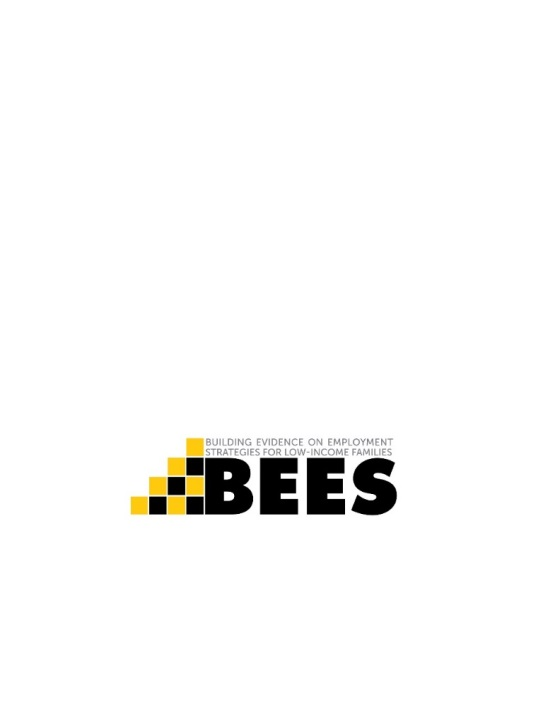 BUILDING EVIDENCE ON EMPLOYMENT
STRATEGIES FOR LOW-INCOME FAMILIES
BEES